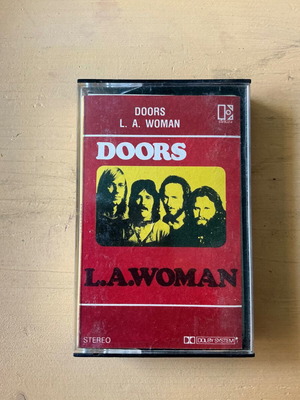 DOORS
L. A. WOMAN
DOORS
L.A.WOMAN
STEREO
DOLBY SYSTEM